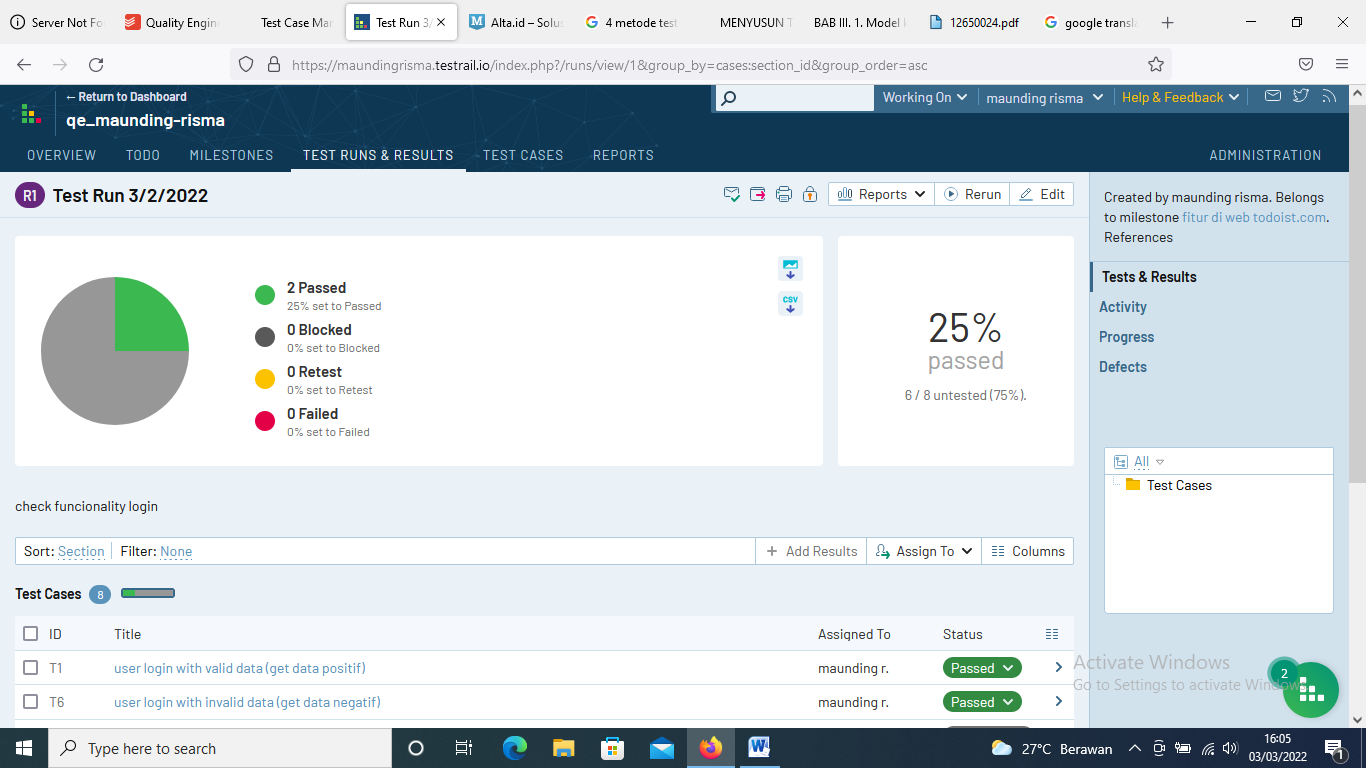 Server Not Fo
Quality Engin
Test Case Mar
Test Run 3/
Alta.id – Solus
4 metode test
MENYUSUN T
BAB III. 1. Model
12650024.pdf
google transla
https://maundingrisma.testrail.io/index.php?/runs/view/1&group_by=cases:section_id&group_order=asc
← Return to Dashboard
qe_maunding-risma
Working On
maunding risma
Help & Feedback
OVERVIEW
TODO
MILESTONES
TEST RUNS & RESULTS
TEST CASES
REPORTS
ADMINISTRATION
R1
Test Run 3/2/2022
Reports
Rerun
Edit
Created by maunding risma. Belongs
to milestone fitur di web todoist.com.
References
Tests & Results
Activity
Progress
Defects
2 Passed
25% set to Passed
0 Blocked
0% set to Blocked
0 Retest
0% set to Retest
0 Failed
0% set to Failed
CSV
25%
passed
6 / 8 untested (75%).
All
Test Cases
check funcionality login
Sort: Section
Filter: None
+ Add Results
Assign To
Columns
Test Cases 8
ID Title Assigned To Status
T1 user login with valid data (get data positif) maunding r. Passed
T6 user login with invalid data (get data negatif) maunding r. Passed
Activate Windows
Go to Settings to activate Windows.
2
Type here to search
W
27°C Berawan
16:05
03/03/2022
1